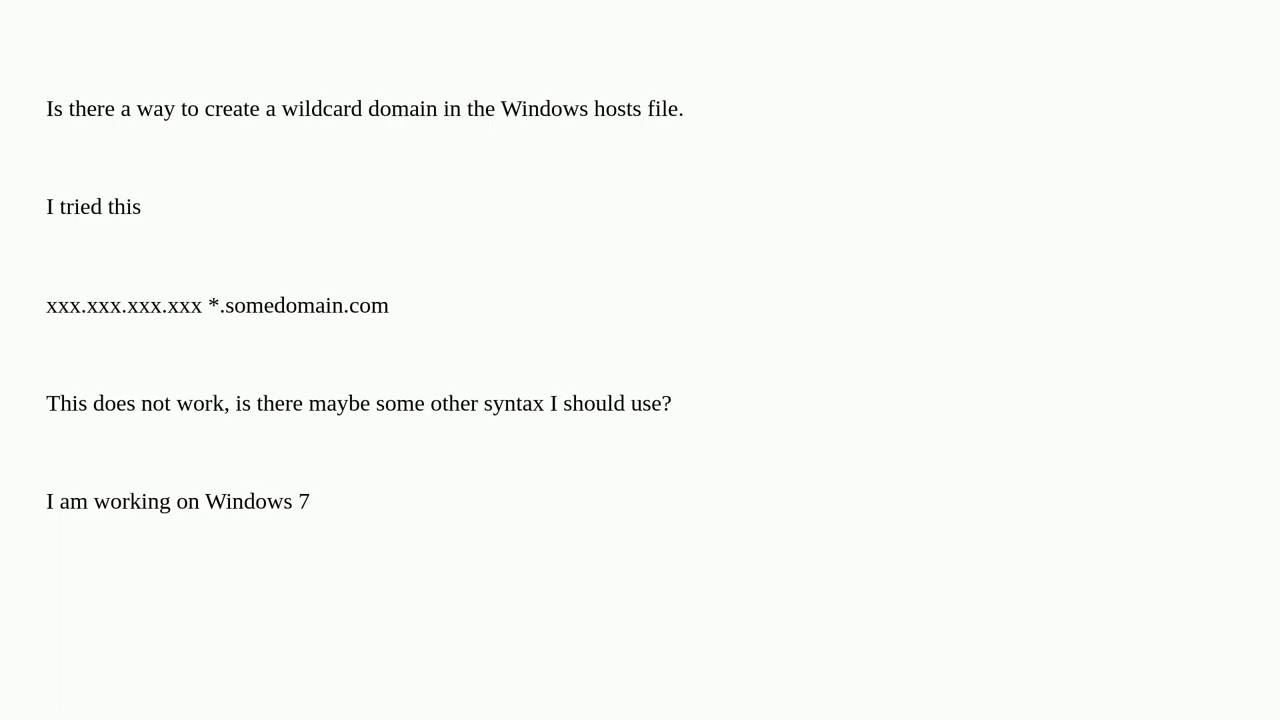 Is there a way to create a wildcard domain in the Windows hosts file.
I tried this
xxx.xxx.xxx.xxx *.somedomain.com
This does not work, is there maybe some other syntax I should use?
I am working on Windows 7